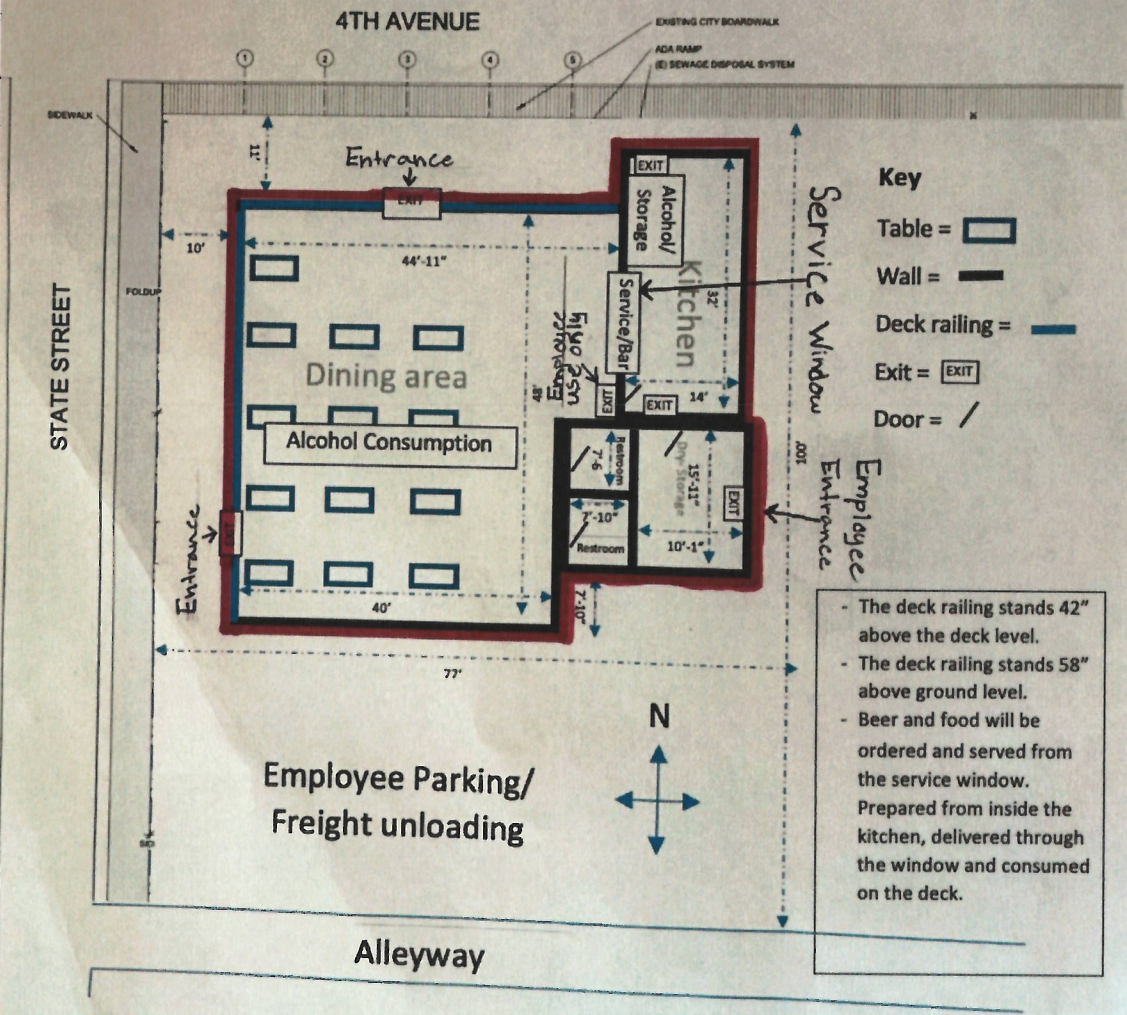 4TH AVENUE
EXISTING CITY BOARDWALK
ADA RAMP
(E) SEWAGE DISPOSAL SYSTEM
1
2
3
4
5
SIDEWALK
11'
Entrance
EXIT
10'
44'-11"
FOLDUP
STATE STREET
Dining area
Alcohol Consumption
48'
Employee
use only
EXIT
Alcohol/
Storage
Kitchen
32'
Service/Bar
14'
EXIT
EXIT
Service Window
100'
Restroom
7'-6
7'-10"
Restroom
Dry-Storage
15'-11"
10'-1"
EXIT
Employee
Entrance
Entrance
EXIT
40'
7'-10"
77'
Key
Table =
Wall =
Deck railing =
Exit = EXIT
Door =
- The deck railing stands 42"
above the deck level.
- The deck railing stands 58"
above ground level.
- Beer and food will be
ordered and served from
the service window.
Prepared from inside the
kitchen, delivered through
the window and consumed
on the deck.
N
Employee Parking/
Freight unloading
Alleyway